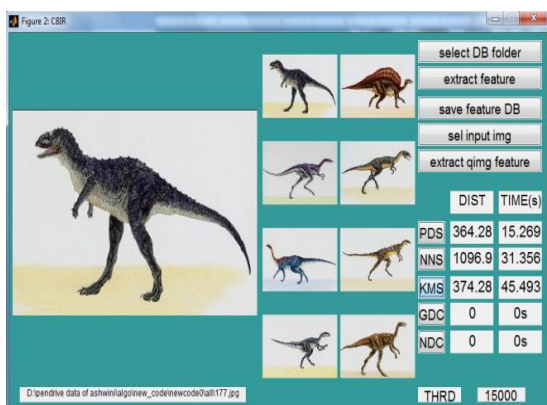 Figure 2: CBIR
select DB folder
extract feature
save feature DB
sel input img
extract qimg feature
DIST TIME(s)
PDS 364.28 15.269
NNS 1096.9 31.356
KMS 374.28 45.493
GDC 0 0s
NDC 0 0s
D:\pendrive data of ashwini\algo\new_code\newcode0\all\177.jpg
THRD 15000